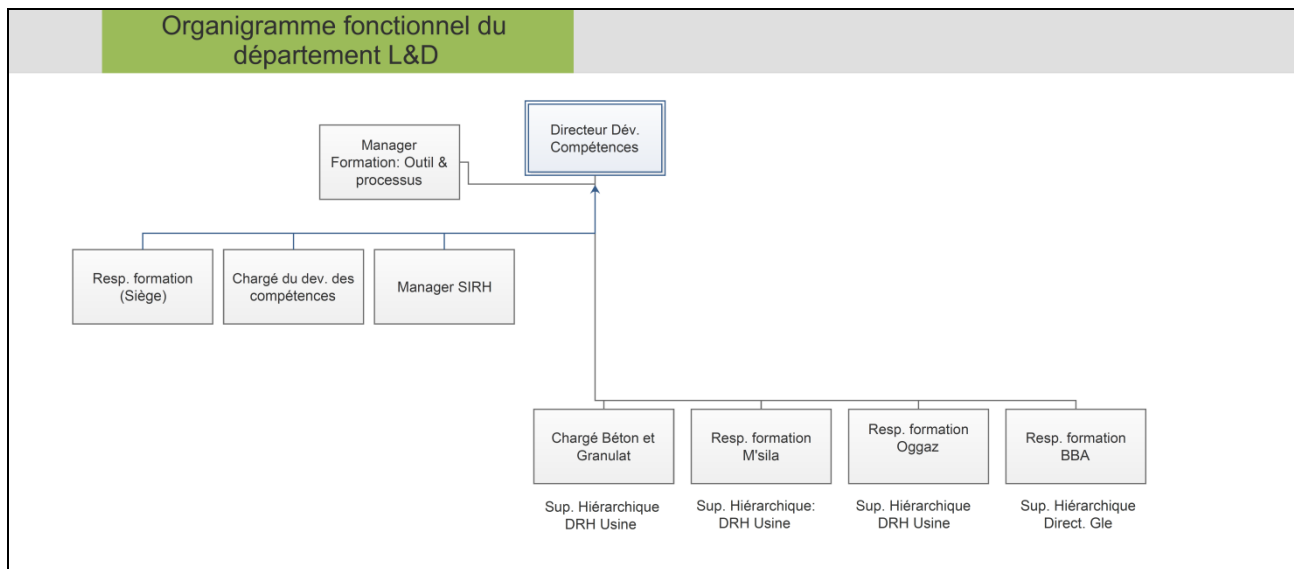 Organigramme fonctionnel du
département L&D
Directeur Dév.
Compétences
Manager
Formation: Outil &
processus
Resp. formation
(Siège)
Chargé du dev. des
compétences
Manager SIRH
Chargé Béton et
Granulat
Resp. formation
M'sila
Resp. formation
Oggaz
Resp. formation
BBA
Sup. Hiérarchique
DRH Usine
Sup. Hiérarchique:
DRH Usine
Sup. Hiérarchique
DRH Usine
Sup. Hiérarchique
Direct. Gle